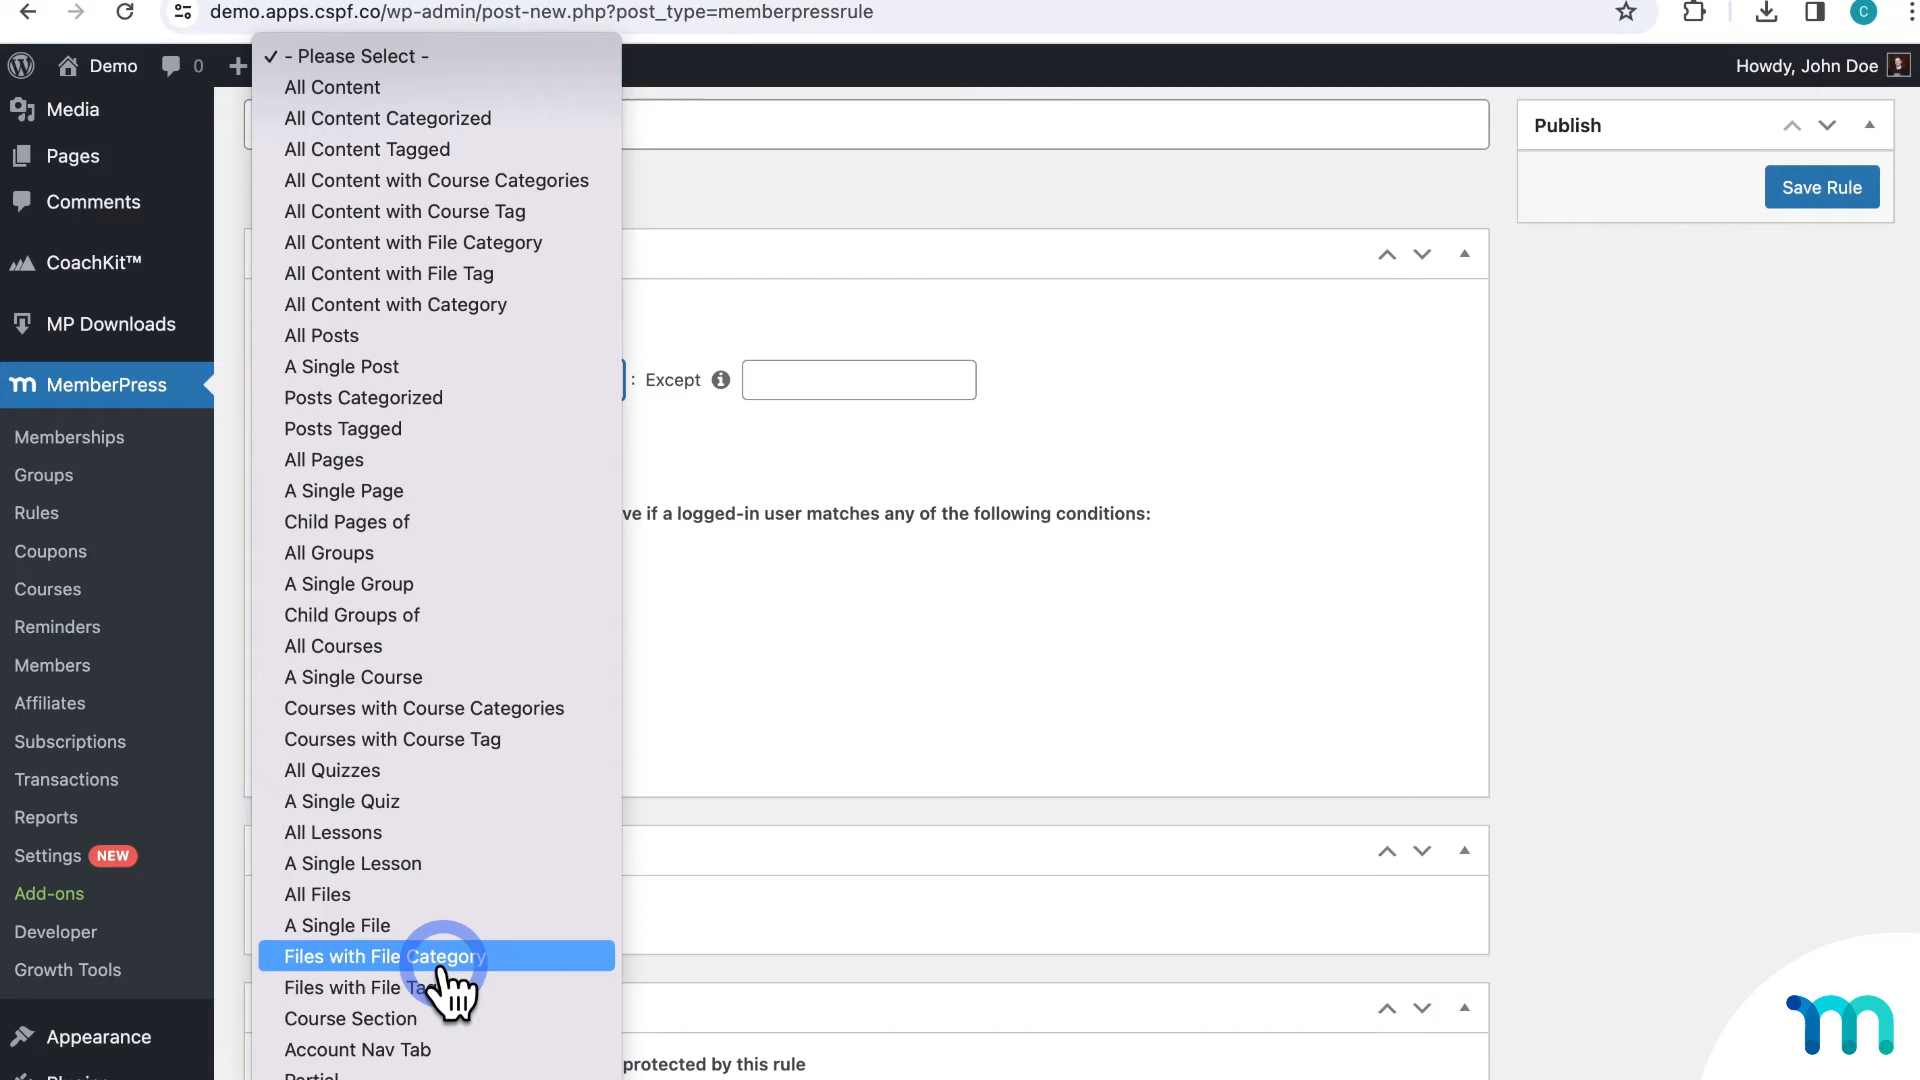 demo.apps.cspf.co/wp-admin/post-new.php?post_type=memberpressrule
C
Demo
0
Howdy, John Doe
Media
Pages
Comments
CoachKit™
MP Downloads
MemberPress
Memberships
Groups
Rules
Coupons
Courses
Reminders
Members
Affiliates
Subscriptions
Transactions
Reports
Settings NEW
Add-ons
Developer
Growth Tools
Appearance
✓ - Please Select -
All Content
All Content Categorized
All Content Tagged
All Content with Course Categories
All Content with Course Tag
All Content with File Category
All Content with File Tag
All Content with Category
All Posts
A Single Post
Posts Categorized
Posts Tagged
All Pages
A Single Page
Child Pages of
All Groups
A Single Group
Child Groups of
All Courses
A Single Course
Courses with Course Categories
Courses with Course Tag
All Quizzes
A Single Quiz
All Lessons
A Single Lesson
All Files
A Single File
Files with File Category
Files with File Tag
Course Section
Account Nav Tab
Partial
: Except
ve if a logged-in user matches any of the following conditions:
protected by this rule
Publish
Save Rule